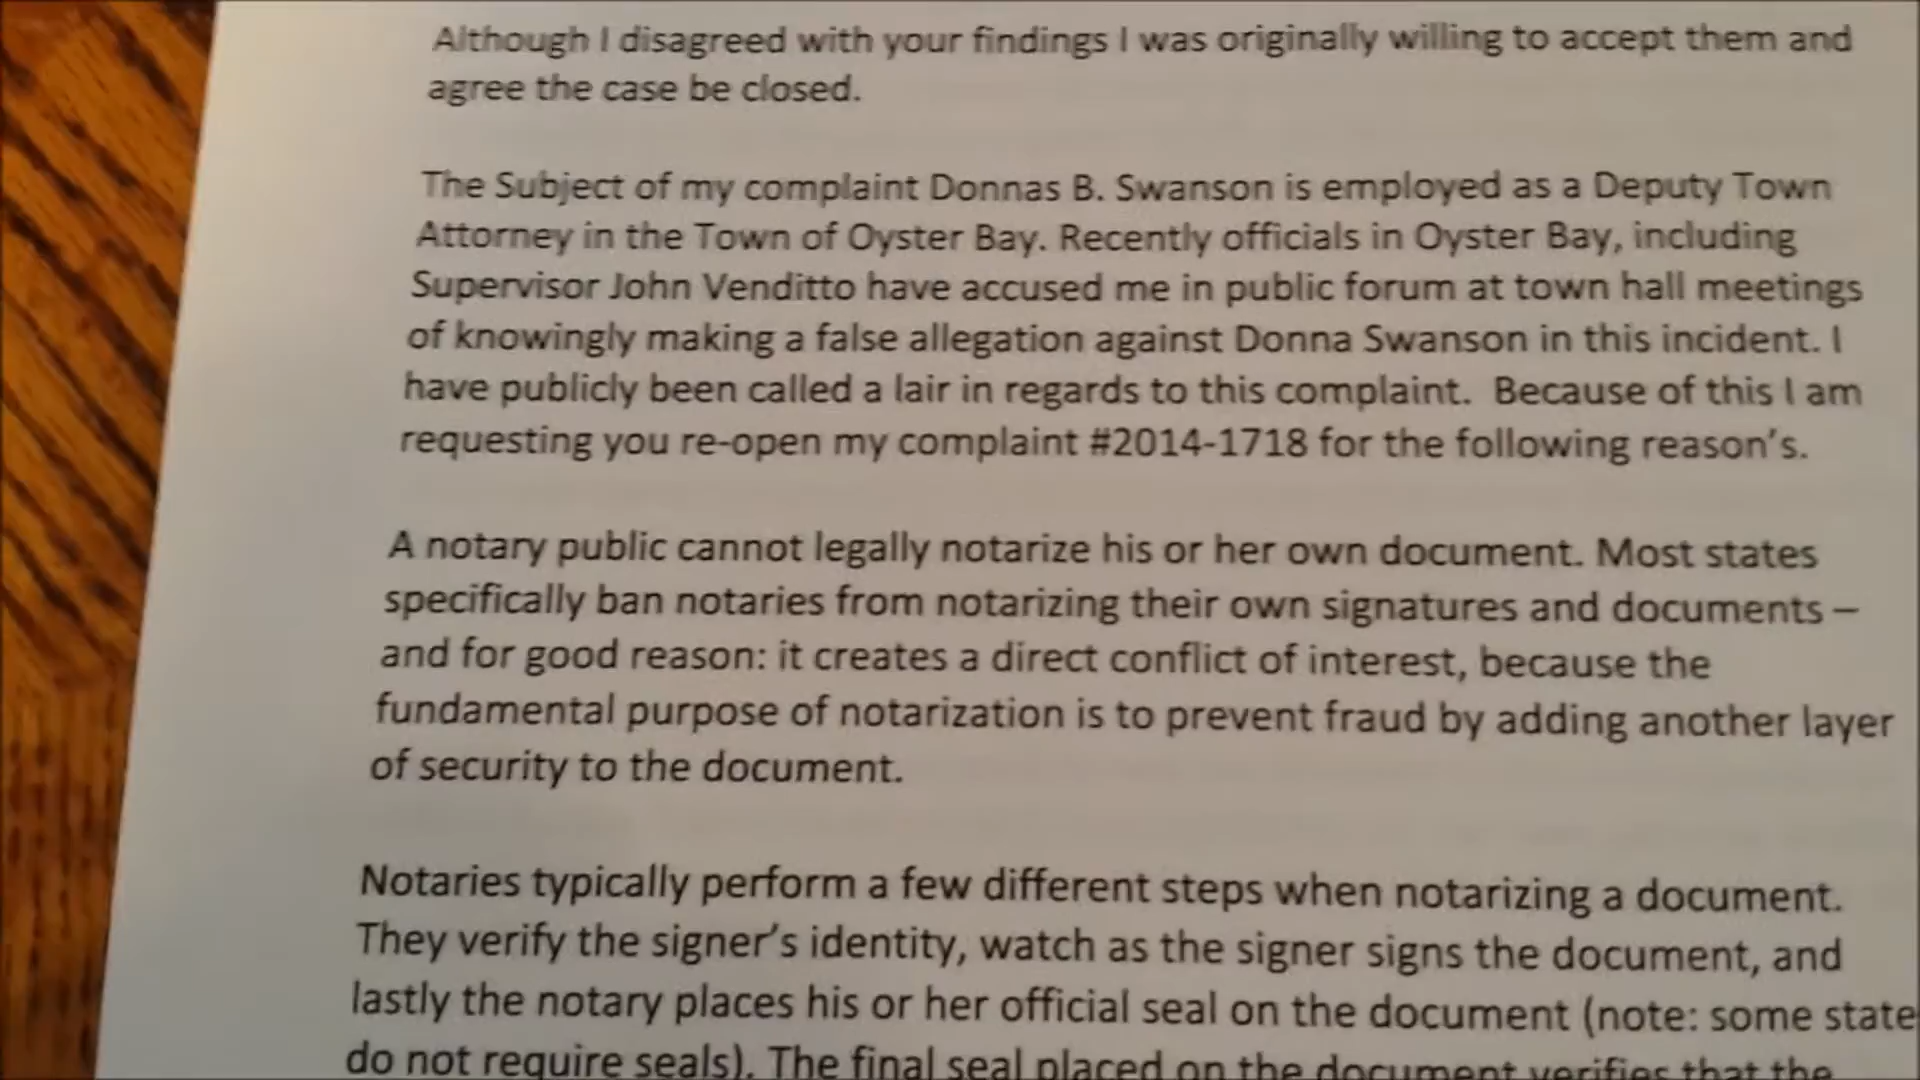 Although I disagreed with your findings I was originally willing to accept them and
agree the case be closed.
The Subject of my complaint Donnas B. Swanson is employed as a Deputy Town
Attorney in the Town of Oyster Bay. Recently officials in Oyster Bay, including
Supervisor John Venditto have accused me in public forum at town hall meetings
of knowingly making a false allegation against Donna Swanson in this incident. I
have publicly been called a lair in regards to this complaint.  Because of this I am
requesting you re-open my complaint #2014-1718 for the following reason’s.
A notary public cannot legally notarize his or her own document. Most states
specifically ban notaries from notarizing their own signatures and documents –
and for good reason: it creates a direct conflict of interest, because the
fundamental purpose of notarization is to prevent fraud by adding another layer
of security to the document.
Notaries typically perform a few different steps when notarizing a document.
They verify the signer’s identity, watch as the signer signs the document, and
lastly the notary places his or her official seal on the document (note: some state
do not require seals). The final seal placed on the document verifies that the